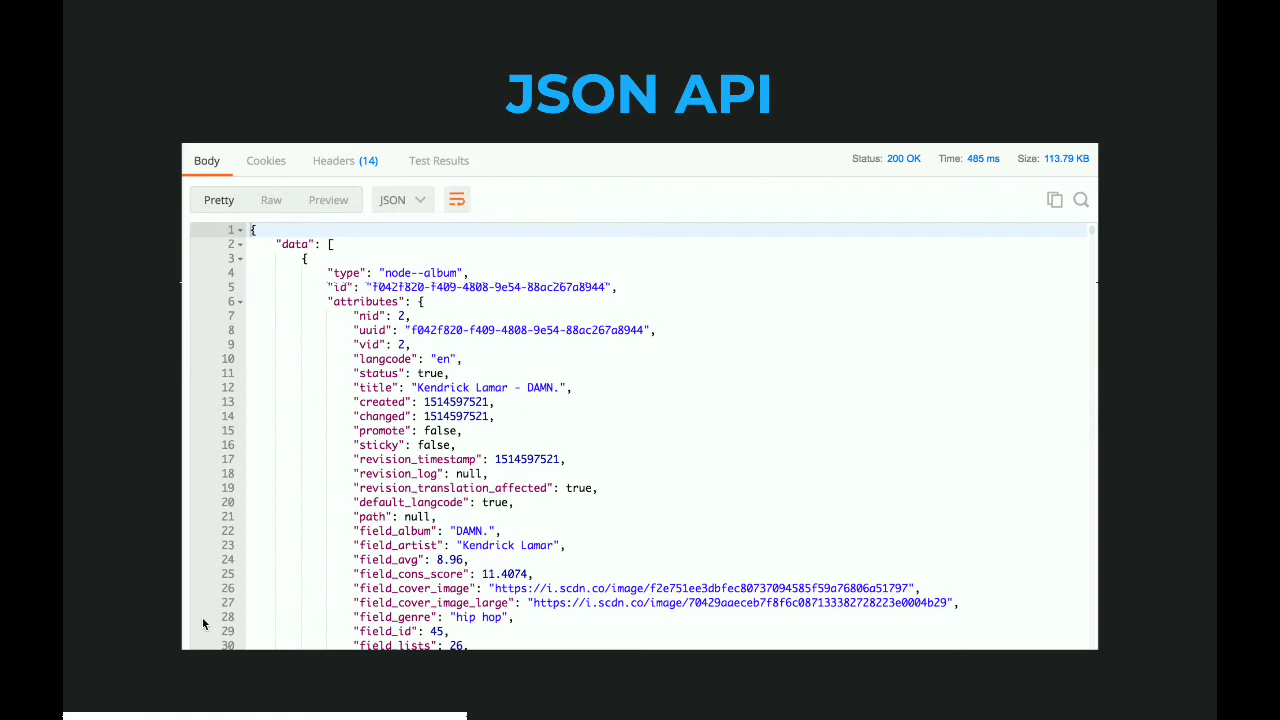 JSON API
Body Cookies Headers (14) Test Results Status: 200 OK Time: 485 ms Size: 113.79 KB
Pretty Raw Preview JSON
1 {
2 "data": [
3 {
4 "type": "node--album",
5 "id": "f042f820-f409-4808-9e54-88ac267a8944",
6 "attributes": {
7 "nid": 2,
8 "uuid": "f042f820-f409-4808-9e54-88ac267a8944",
9 "vid": 2,
10 "langcode": "en",
11 "status": true,
12 "title": "Kendrick Lamar - DAMN.",
13 "created": 1514597521,
14 "changed": 1514597521,
15 "promote": false,
16 "sticky": false,
17 "revision_timestamp": 1514597521,
18 "revision_log": null,
19 "revision_translation_affected": true,
20 "default_langcode": true,
21 "path": null,
22 "field_album": "DAMN.",
23 "field_artist": "Kendrick Lamar",
24 "field_avg": 8.96,
25 "field_cons_score": 11.4074,
26 "field_cover_image": "https://i.scdn.co/image/f2e751ee3dbfec80737094585f59a76806a51797",
27 "field_cover_image_large": "https://i.scdn.co/image/70429aaeceb7f8f6c087133382728223e0004b29",
28 "field_genre": "hip hop",
29 "field_id": 45,
30 "field_lists": 26,